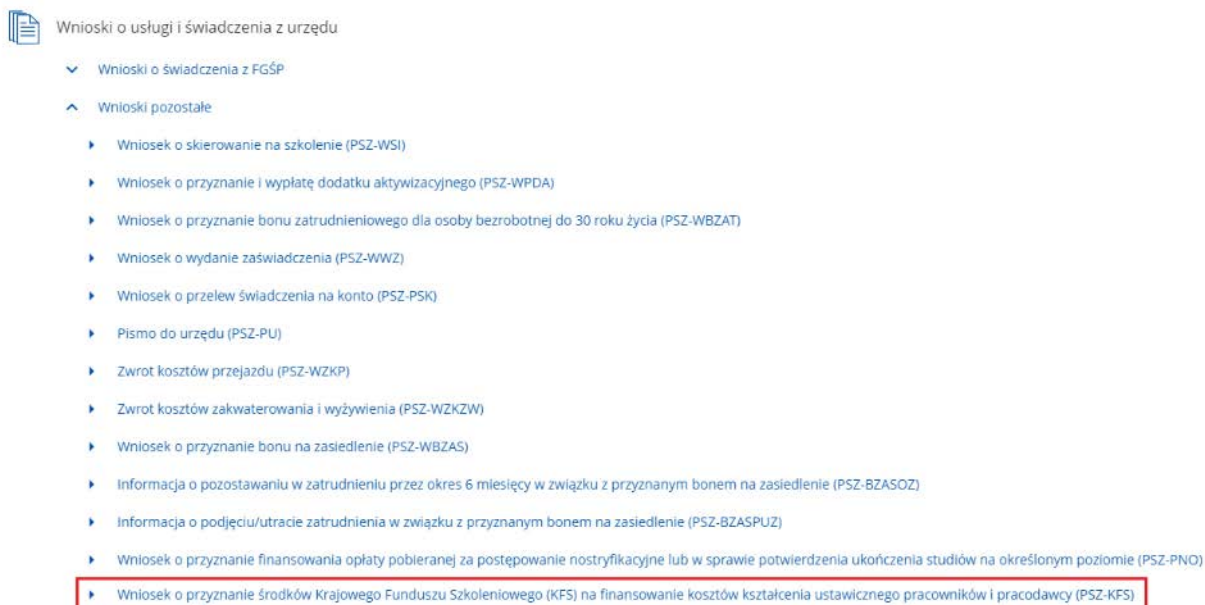 Wnioski o usługi i świadczenia z urzędu
Wnioski o świadczenia z FGŚP
Wnioski pozostałe
Wniosek o skierowanie na szkolenie (PSZ-WSI)
Wniosek o przyznanie i wypłatę dodatku aktywizacyjnego (PSZ-WPDA)
Wniosek o przyznanie bonu zatrudnieniowego dla osoby bezrobotnej do 30 roku życia (PSZ-WBZAT)
Wniosek o wydanie zaświadczenia (PSZ-WWZ)
Wniosek o przelew świadczenia na konto (PSZ-PSK)
Pismo do urzędu (PSZ-PU)
Zwrot kosztów przejazdu (PSZ-WZKP)
Zwrot kosztów zakwaterowania i wyżywienia (PSZ-WZKZW)
Wniosek o przyznanie bonu na zasiedlenie (PSZ-WBZAS)
Informacja o pozostawaniu w zatrudnieniu przez okres 6 miesięcy w związku z przyznanym bonem na zasiedlenie (PSZ-BZASOZ)
Informacja o podjęciu/utracie zatrudnienia w związku z przyznanym bonem na zasiedlenie (PSZ-BZASPUZ)
Wniosek o przyznanie finansowania opłaty pobieranej za postępowanie nostryfikacyjne lub w sprawie potwierdzenia ukończenia studiów na określonym poziomie (PSZ-PNO)
Wniosek o przyznanie środków Krajowego Funduszu Szkoleniowego (KFS) na finansowanie kosztów kształcenia ustawicznego pracowników i pracodawcy (PSZ-KFS)